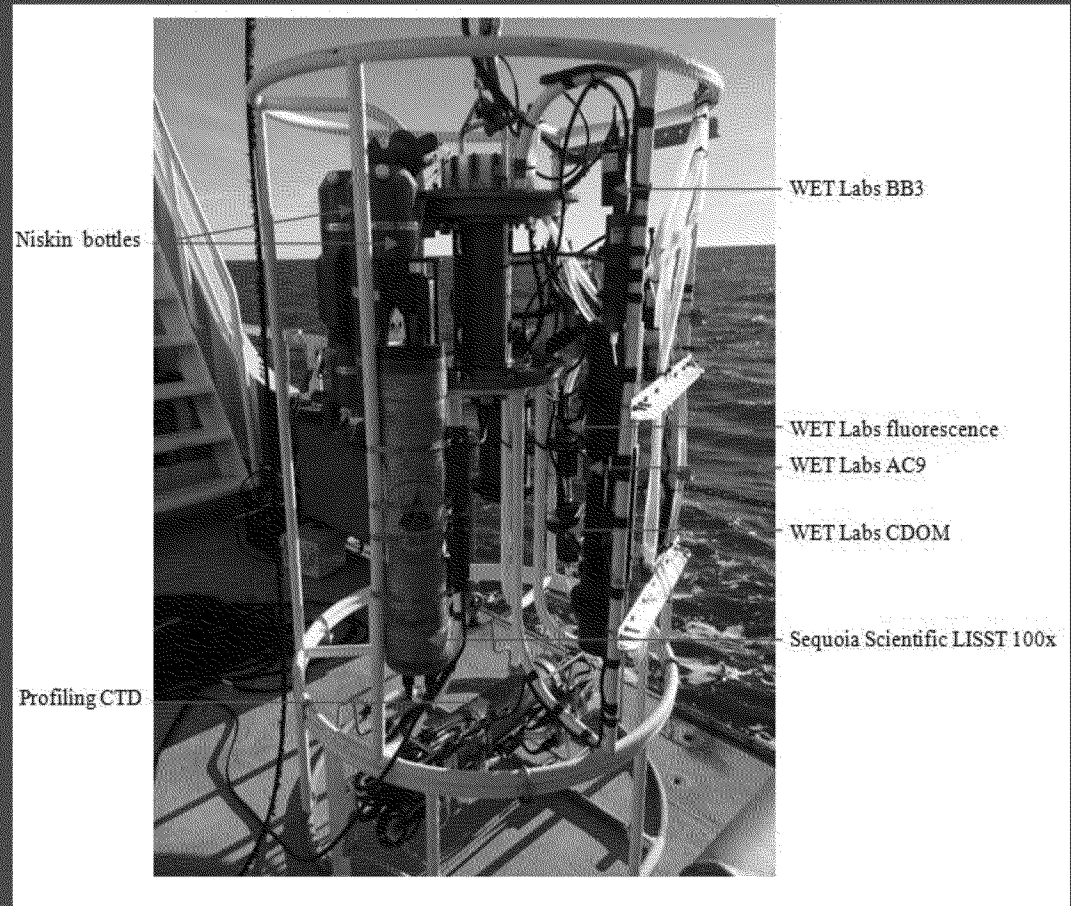 WET Labs BB3
Niskin bottles
WET Labs fluorescence
WET Labs AC9
WET Labs CDOM
Sequoia Scientific LISST 100x
Profiling CTD